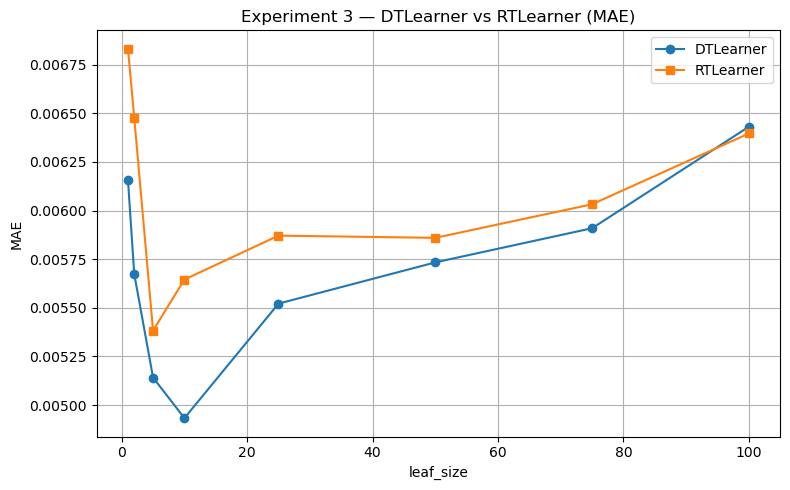 Experiment 3 — DTLearner vs RTLearner (MAE)
DTLearner
RTLearner
0.00675
0.00650
0.00625
0.00600
0.00575
0.00550
0.00525
0.00500
MAE
0 20 40 60 80 100
leaf_size